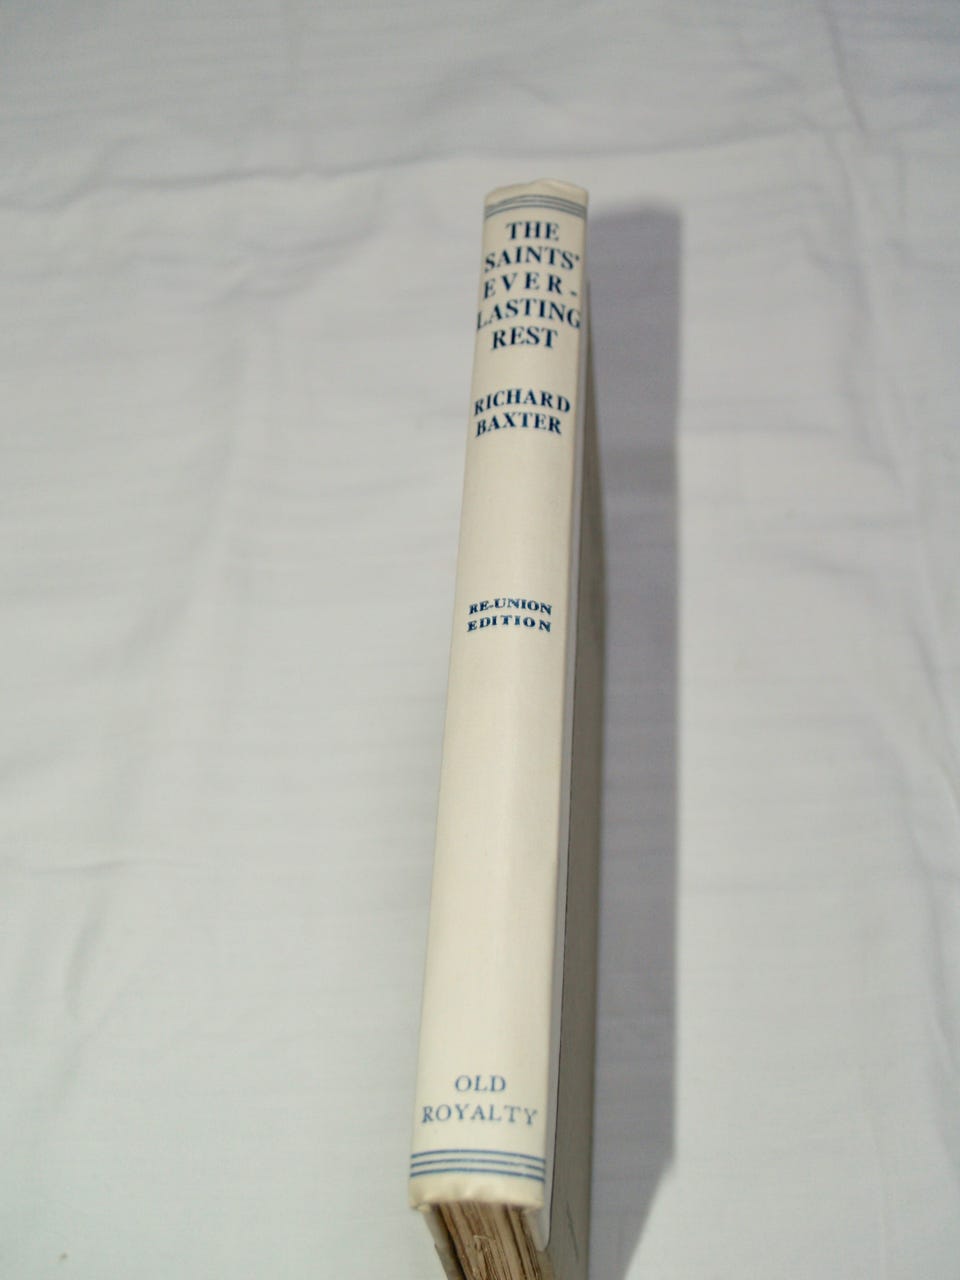 THE
SAINTS'
EVER-
LASTING
REST
RICHARD
BAXTER
RE-UNION
EDITION
OLD
ROYALTY